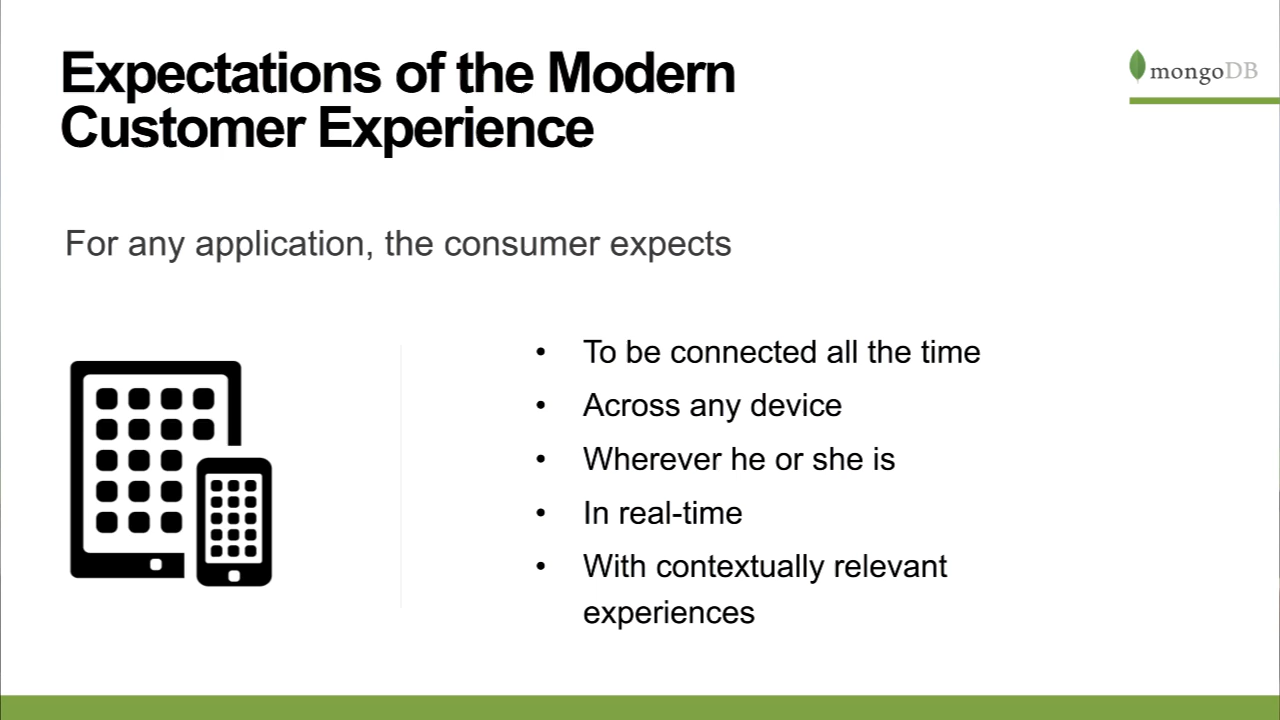 Expectations of the Modern
Customer Experience
mongoDB
For any application, the consumer expects
• To be connected all the time
• Across any device
• Wherever he or she is
• In real-time
• With contextually relevant
experiences